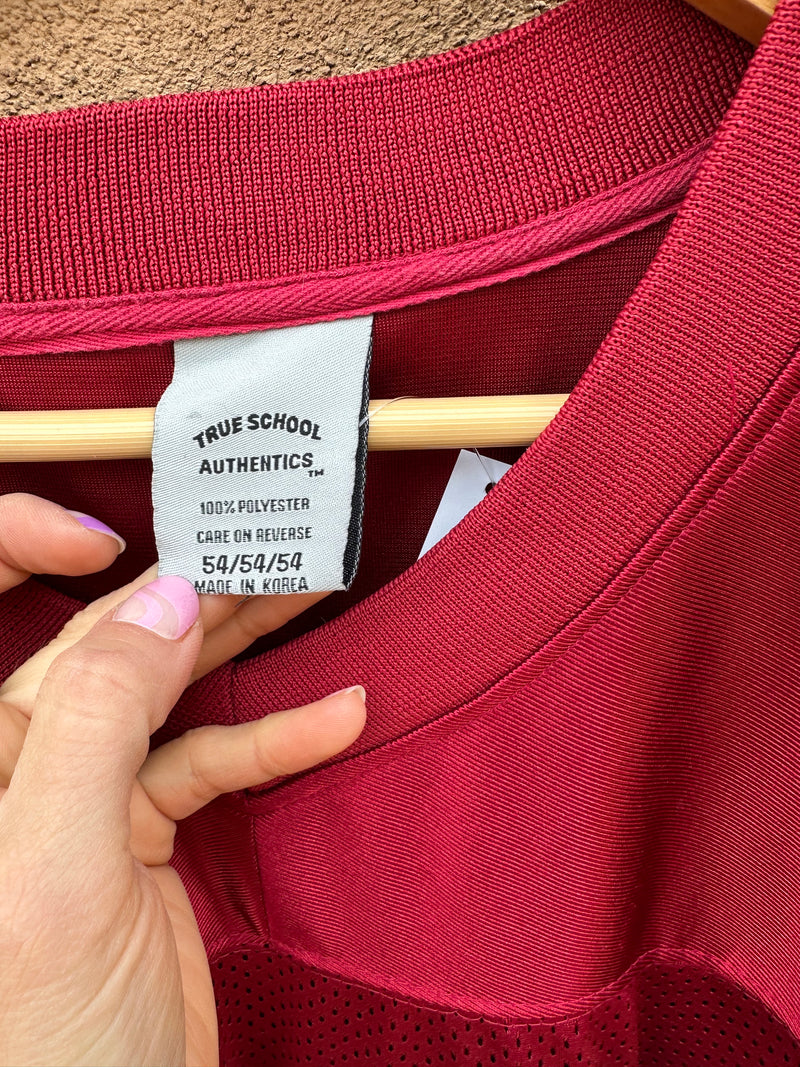 TRUE SCHOOL
AUTHENTICS™
100% POLYESTER
CARE ON REVERSE
54/54/54
MADE IN KOREA